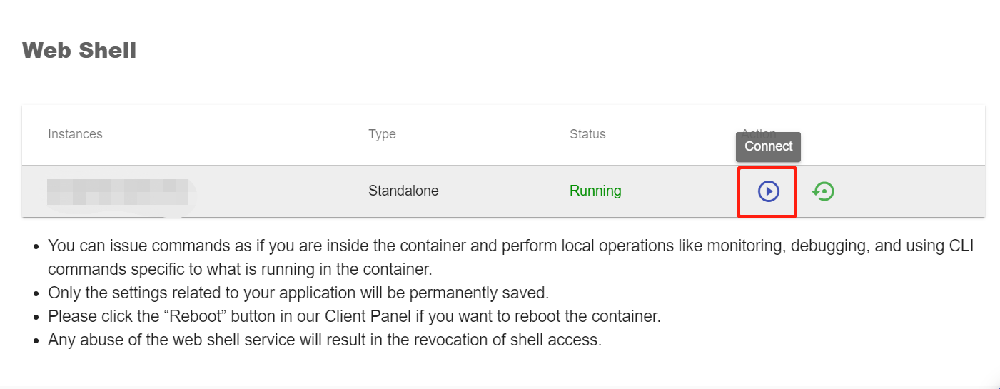 Web Shell
Instances Type Status Action
Connect
Standalone Running
• You can issue commands as if you are inside the container and perform local operations like monitoring, debugging, and using CLI
commands specific to what is running in the container.
• Only the settings related to your application will be permanently saved.
• Please click the “Reboot” button in our Client Panel if you want to reboot the container.
• Any abuse of the web shell service will result in the revocation of shell access.